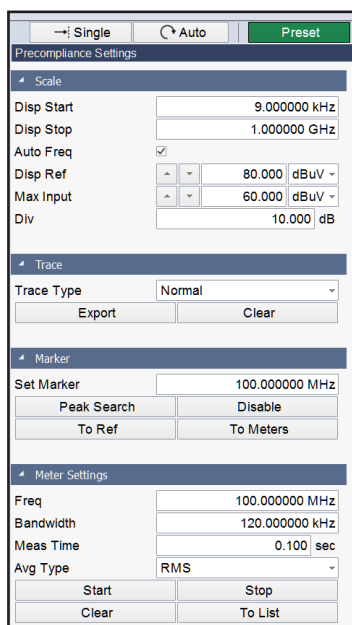 Single Auto Preset
Precompliance Settings
Scale
Disp Start 9.000000 kHz
Disp Stop 1.000000 GHz
Auto Freq
Disp Ref 80.000 dBuV
Max Input 60.000 dBuV
Div 10.000 dB
Trace
Trace Type Normal
Export Clear
Marker
Set Marker 100.000000 MHz
Peak Search Disable
To Ref To Meters
Meter Settings
Freq 100.000000 MHz
Bandwidth 120.000000 kHz
Meas Time 0.100 sec
Avg Type RMS
Start Stop
Clear To List